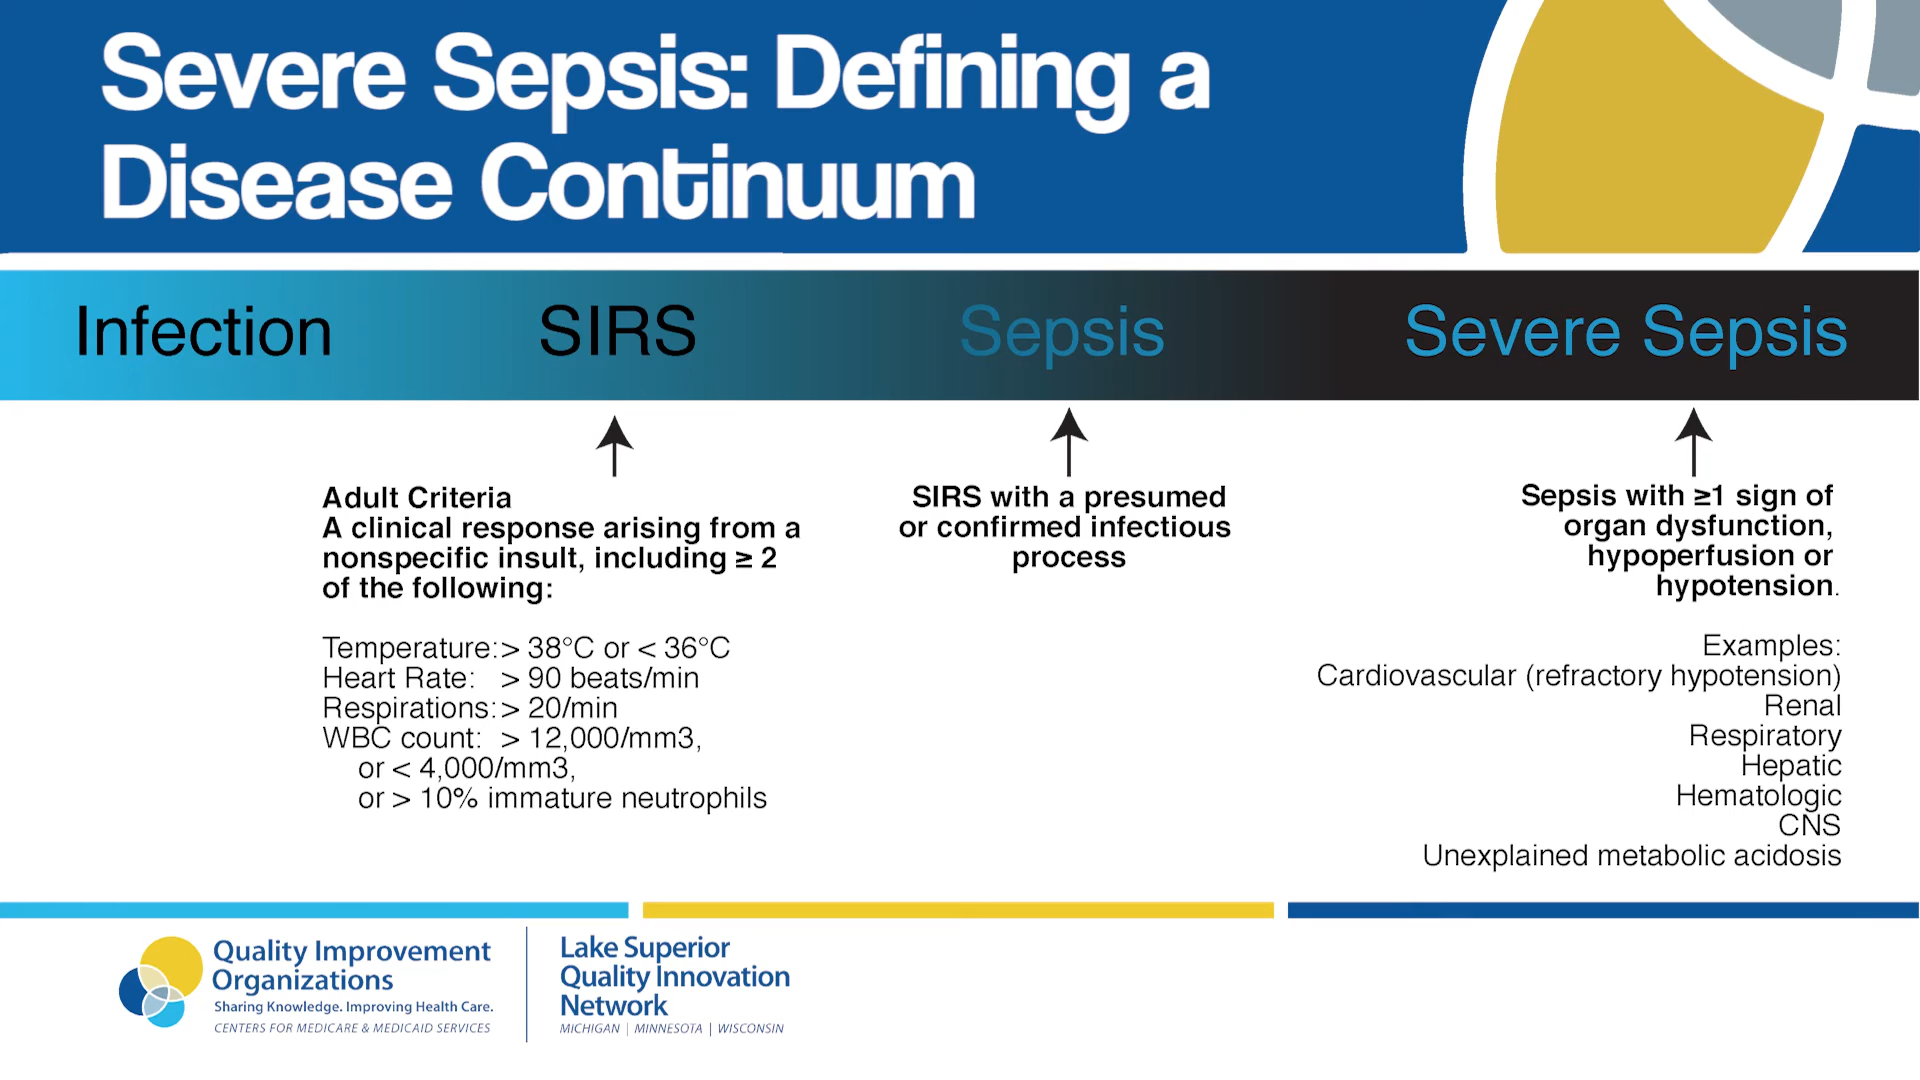 Severe Sepsis: Defining a
Disease Continuum
Infection
SIRS
Sepsis
Severe Sepsis
Adult Criteria
A clinical response arising from a
nonspecific insult, including ≥ 2
of the following:
Temperature: > 38°C or < 36°C
Heart Rate: > 90 beats/min
Respirations: > 20/min
WBC count: > 12,000/mm3,
or < 4,000/mm3,
or > 10% immature neutrophils
SIRS with a presumed
or confirmed infectious
process
Sepsis with ≥1 sign of
organ dysfunction,
hypoperfusion or
hypotension.
Examples:
Cardiovascular (refractory hypotension)
Renal
Respiratory
Hepatic
Hematologic
CNS
Unexplained metabolic acidosis
Quality Improvement
Organizations
Sharing Knowledge. Improving Health Care.
CENTERS FOR MEDICARE & MEDICAID SERVICES
Lake Superior
Quality Innovation
Network
MICHIGAN | MINNESOTA | WISCONSIN